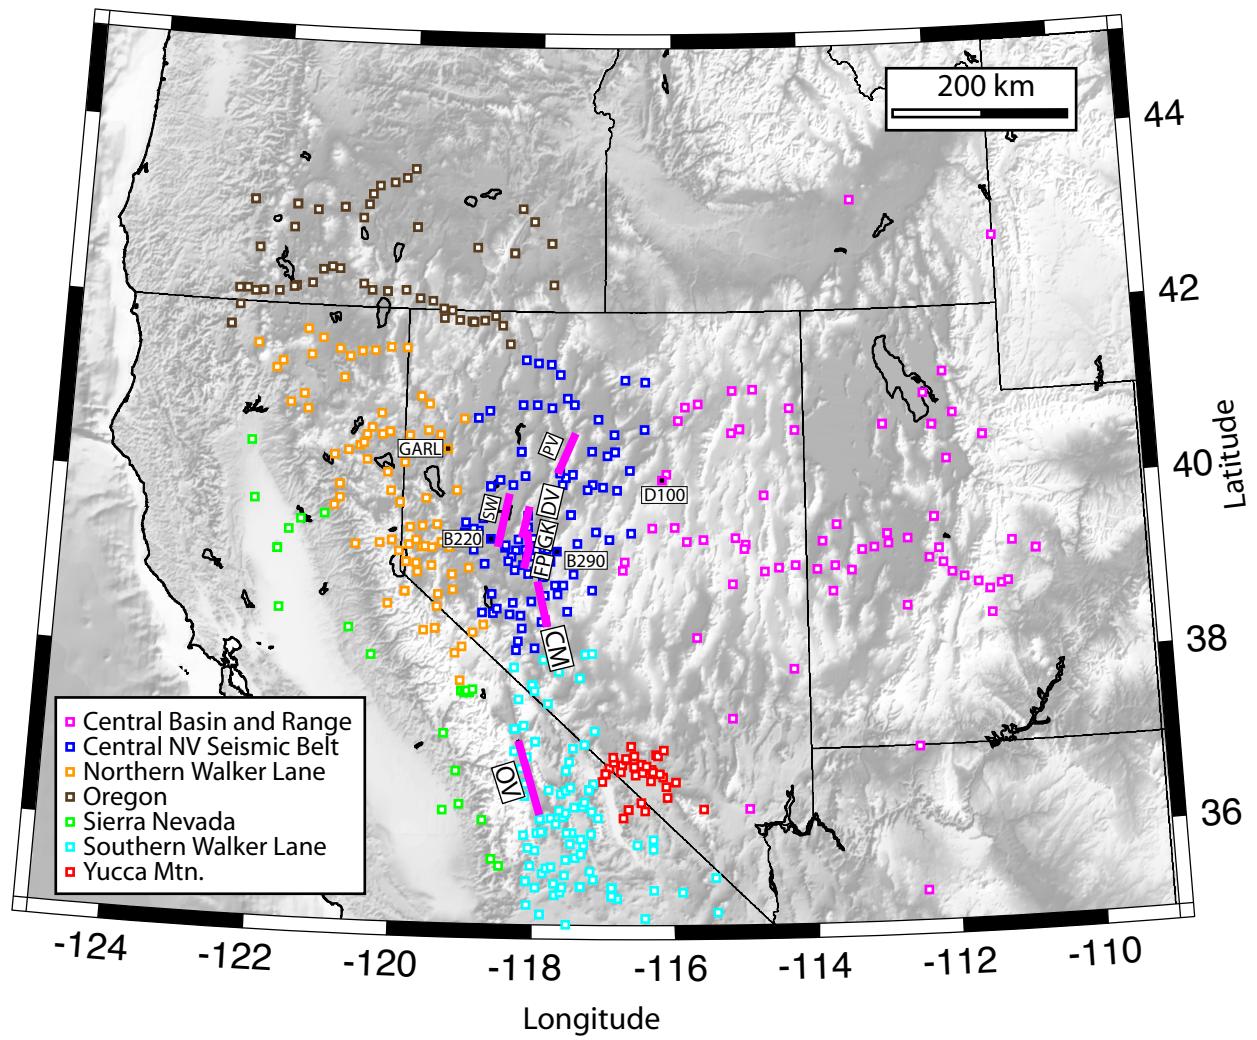 200 km
44
42
40
38
36
Latitude
GARL
PV
D100
SW
DV
B220
GK
FP
B290
CM
OV
Central Basin and Range
Central NV Seismic Belt
Northern Walker Lane
Oregon
Sierra Nevada
Southern Walker Lane
Yucca Mtn.
-124
-122
-120
-118
-116
-114
-112
-110
Longitude